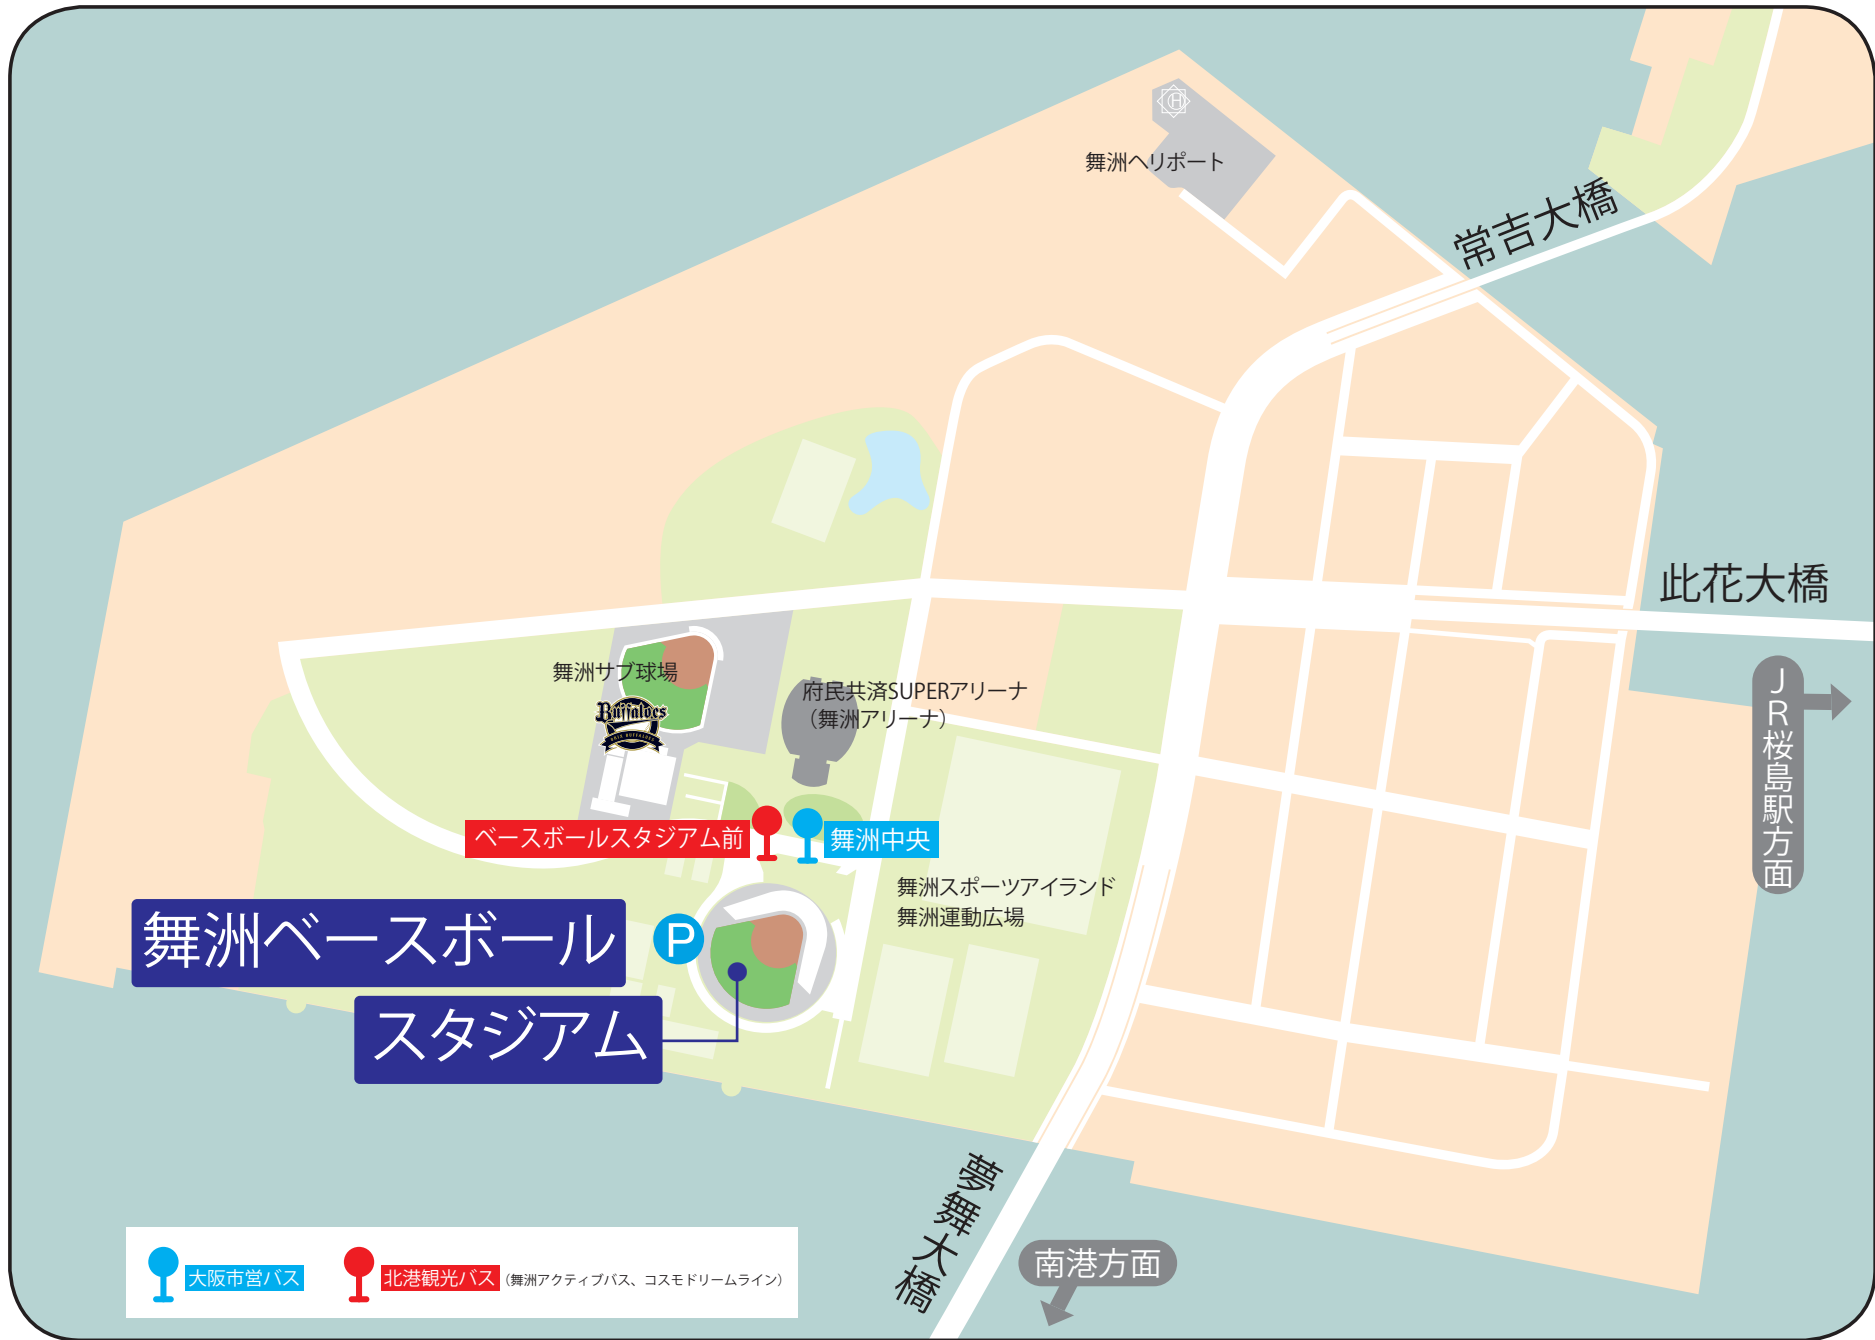 H
舞洲ヘリポート
常吉大橋
此花大橋
舞洲サブ球場
府民共済SUPERアリーナ
（舞洲アリーナ）
Buffaloes
ORIX BUFFALOES
JR桜島駅方面
ベースボールスタジアム前
舞洲中央
舞洲スポーツアイランド
舞洲運動広場
舞洲ベースボール
P
スタジアム
夢舞大橋
南港方面
大阪市営バス
北港観光バス（舞洲アクティブバス、コスモドリームライン）